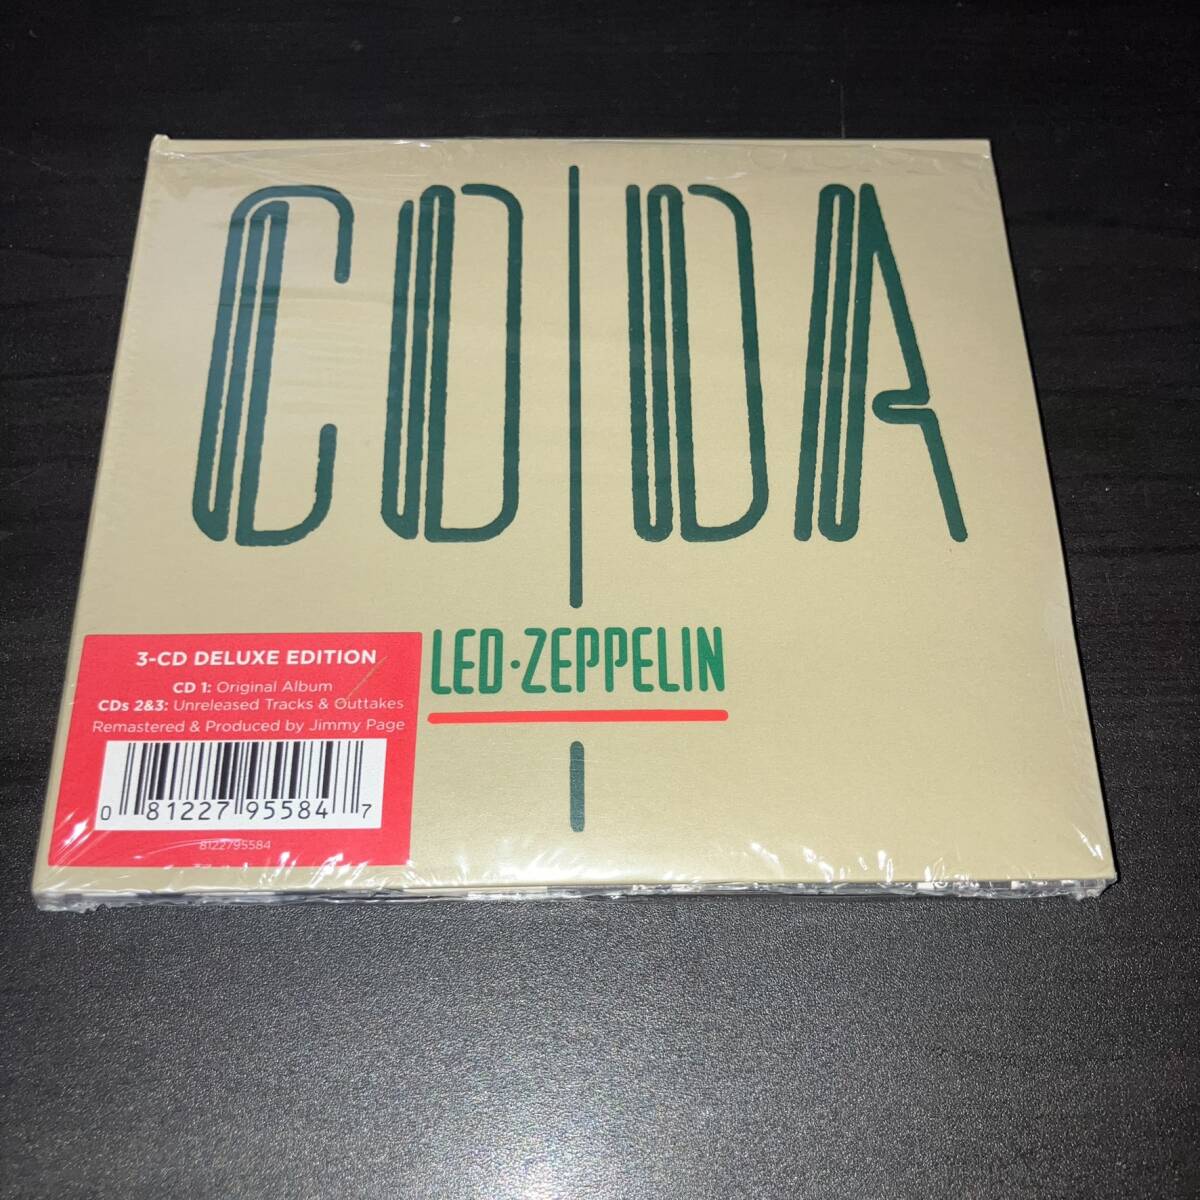 CODA
LED·ZEPPELIN
3-CD DELUXE EDITION
CD 1: Original Album
CDs 2&3: Unreleased Tracks & Outtakes
Remastered & Produced by Jimmy Page
0 81227 95584 7
8122795584